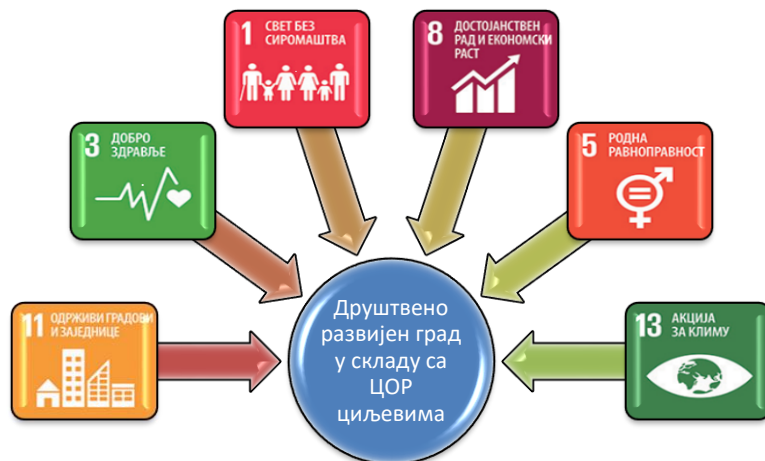 1 СВЕТ БЕЗ
СИРОМАШТВА
8 ДОСТОЈАНСТВЕН
РАД И ЕКОНОМСКИ
РАСТ
3 ДОБРО
ЗДРАВЉЕ
5 РОДНА
РАВНОПРАВНОСТ
11 ОДРЖИВИ ГРАДОВИ
И ЗАЈЕДНИЦЕ
13 АКЦИЈА
ЗА КЛИМУ
Друштвено
развијен град
у складу са
ЦОР
циљевима